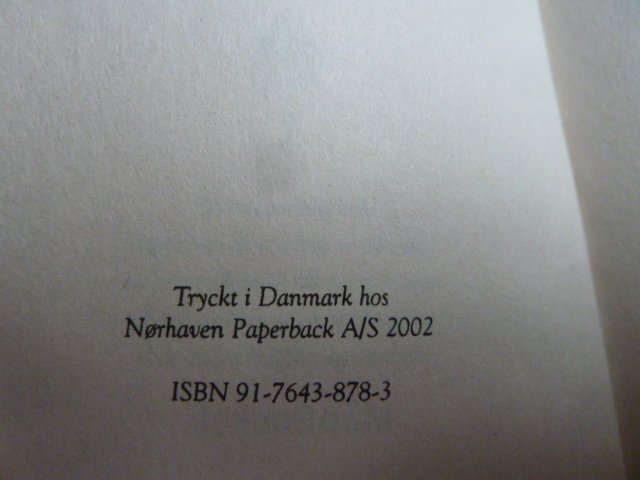 Tryckt i Danmark hos
Nørhaven Paperback A/S 2002
ISBN 91-7643-878-3